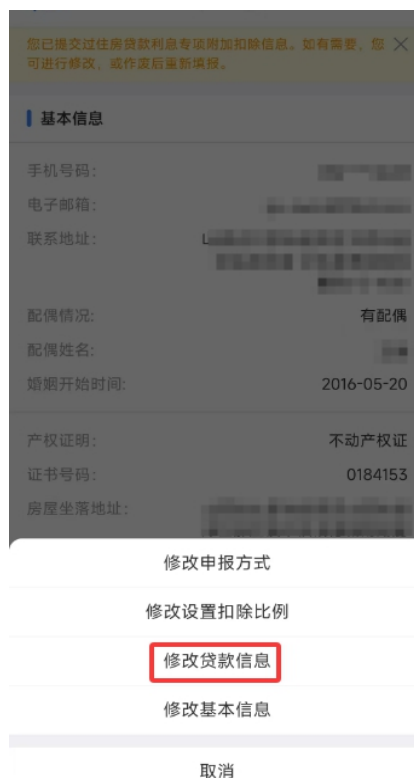 您已提交过住房贷款利息专项附加扣除信息。如有需要，您
可进行修改，或作废后重新填报。
基本信息
手机号码：
电子邮箱：
联系地址：
配偶情况：
有配偶
配偶姓名：
婚姻开始时间：
2016-05-20
产权证明：
不动产权证
证书号码：
0184153
房屋坐落地址：
修改申报方式
修改设置扣除比例
修改贷款信息
修改基本信息
取消